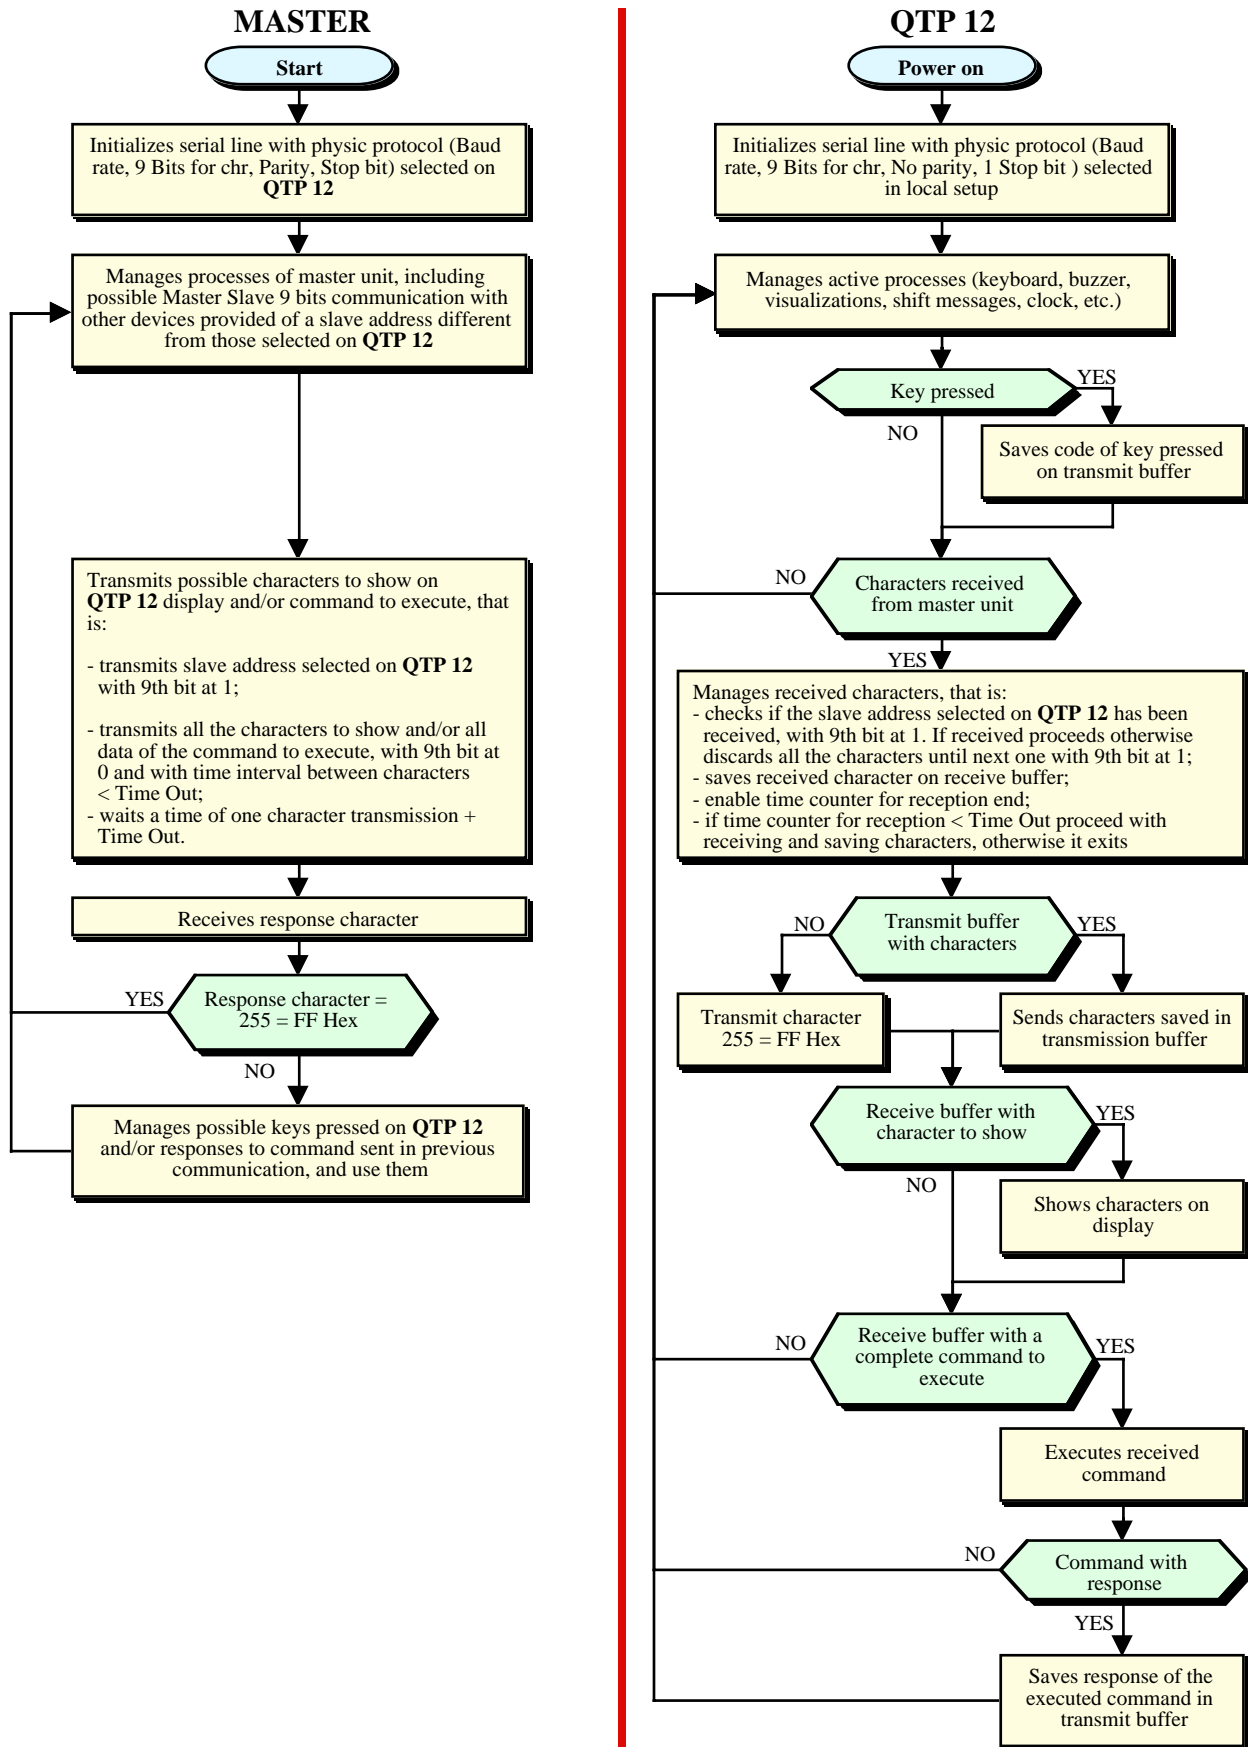 MASTER
Start
Initializes serial line with physic protocol (Baud
rate, 9 Bits for chr, Parity, Stop bit) selected on
QTP 12
Manages processes of master unit, including
possible Master Slave 9 bits communication with
other devices provided of a slave address different
from those selected on QTP 12
Transmits possible characters to show on
QTP 12 display and/or command to execute, that
is:
- transmits slave address selected on QTP 12
with 9th bit at 1;
- transmits all the characters to show and/or all
data of the command to execute, with 9th bit at
0 and with time interval between characters
< Time Out;
- waits a time of one character transmission +
Time Out.
Receives response character
YES
Response character =
255 = FF Hex
NO
Manages possible keys pressed on QTP 12
and/or responses to command sent in previous
communication, and use them
QTP 12
Power on
Initializes serial line with physic protocol (Baud
rate, 9 Bits for chr, No parity, 1 Stop bit ) selected
in local setup
Manages active processes (keyboard, buzzer,
visualizations, shift messages, clock, etc.)
Key pressed
YES
NO
Saves code of key pressed
on transmit buffer
NO
Characters received
from master unit
YES
Manages received characters, that is:
- checks if the slave address selected on QTP 12 has been
received, with 9th bit at 1. If received proceeds otherwise
discards all the characters until next one with 9th bit at 1;
- saves received character on receive buffer;
- enable time counter for reception end;
- if time counter for reception < Time Out proceed with
receiving and saving characters, otherwise it exits
NO
Transmit buffer
with characters
YES
Transmit character
255 = FF Hex
Sends characters saved in
transmission buffer
Receive buffer with
character to show
YES
NO
Shows characters on
display
NO
Receive buffer with a
complete command to
execute
YES
Executes received
command
NO
Command with
response
YES
Saves response of the
executed command in
transmit buffer